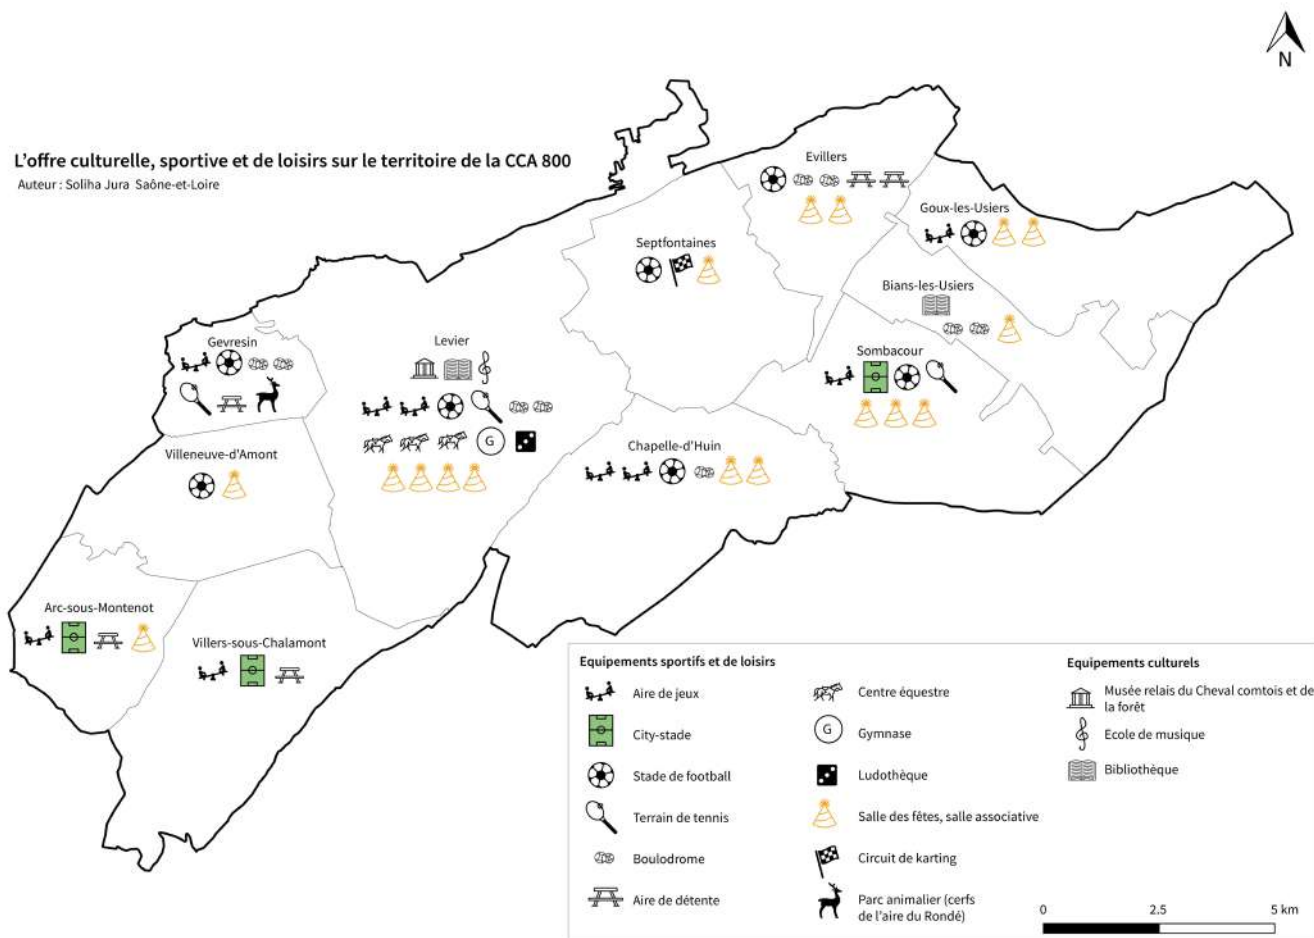 N
L'offre culturelle, sportive et de loisirs sur le territoire de la CCA 800
Auteur : Soliha Jura Saône-et-Loire
Evillers
Goux-les-Usiers
Septfontaines
Bians-les-Usiers
Gevresin
Levier
Sombacour
Villeneuve-d'Amont
Chapelle-d'Huin
G
Arc-sous-Montenot
Villers-sous-Chalamont
Equipements sportifs et de loisirs
Aire de jeux
City-stade
Stade de football
Terrain de tennis
Boulodrome
Aire de détente
Centre équestre
G
Gymnase
Ludothèque
Salle des fêtes, salle associative
Circuit de karting
Parc animalier (cerfs
de l'aire du Rondé)
Equipements culturels
Musée relais du Cheval comtois et de
la forêt
Ecole de musique
Bibliothèque
0 2.5 5 km